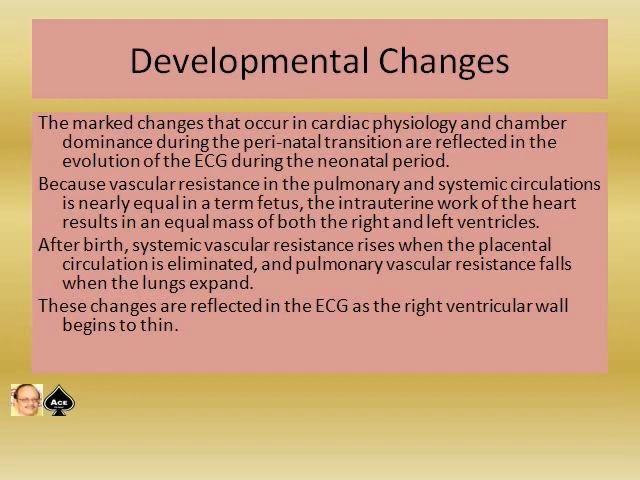 Developmental Changes
The marked changes that occur in cardiac physiology and chamber
dominance during the peri-natal transition are reflected in the
evolution of the ECG during the neonatal period.
Because vascular resistance in the pulmonary and systemic circulations
is nearly equal in a term fetus, the intrauterine work of the heart
results in an equal mass of both the right and left ventricles.
After birth, systemic vascular resistance rises when the placental
circulation is eliminated, and pulmonary vascular resistance falls
when the lungs expand.
These changes are reflected in the ECG as the right ventricular wall
begins to thin.
ACE